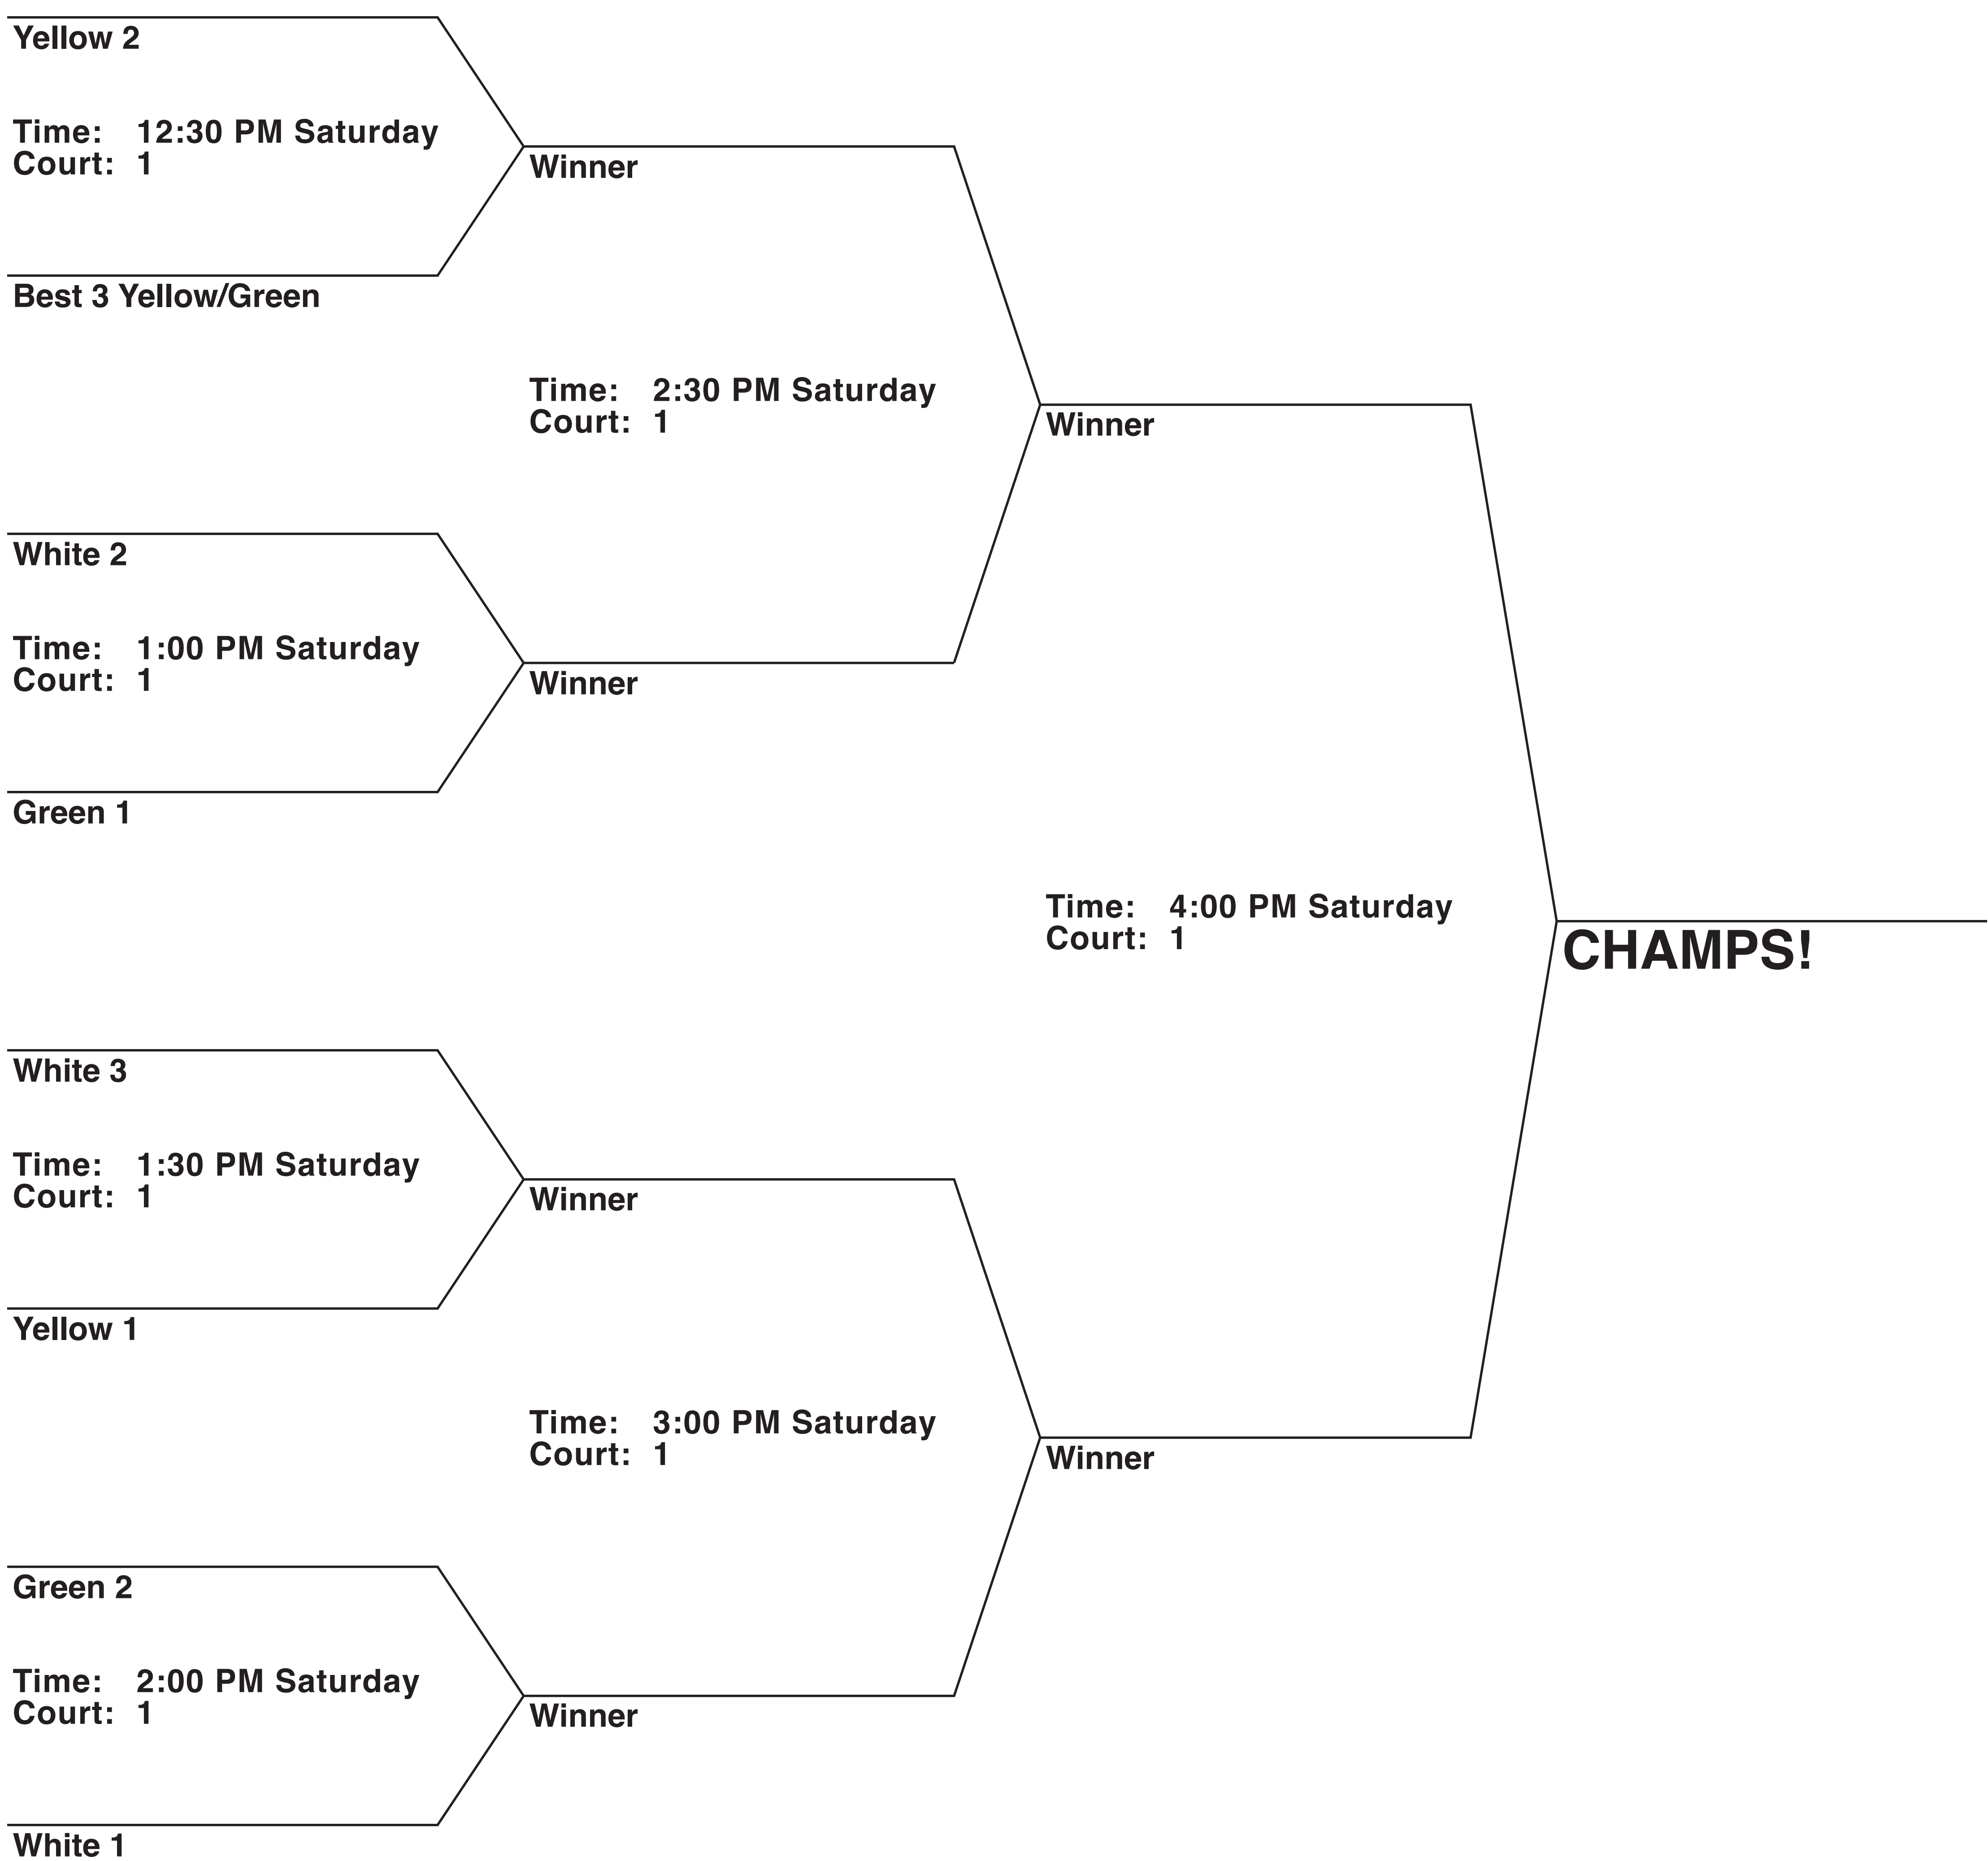 Yellow 2
Time: 12:30 PM Saturday
Court: 1
Winner
Best 3 Yellow/Green
Time: 2:30 PM Saturday
Court: 1
Winner
White 2
Time: 1:00 PM Saturday
Court: 1
Winner
Green 1
Time: 4:00 PM Saturday
Court: 1
CHAMPS!
White 3
Time: 1:30 PM Saturday
Court: 1
Winner
Yellow 1
Time: 3:00 PM Saturday
Court: 1
Winner
Green 2
Time: 2:00 PM Saturday
Court: 1
Winner
White 1